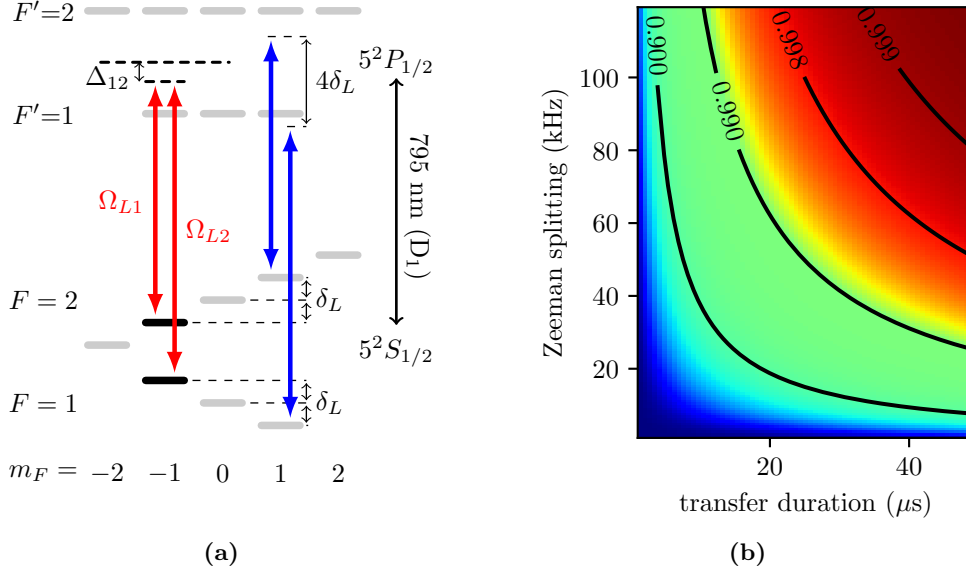 F'=2
Δ12
4δL
5²P1/2
F'=1
795 nm (D1)
ΩL1
ΩL2
F = 2
δL
5²S1/2
F = 1
δL
mF = −2 −1 0 1 2
(a)
0.900
0.990
0.998
0.999
100
80
60
40
20
Zeeman splitting (kHz)
20 40
transfer duration (μs)
(b)